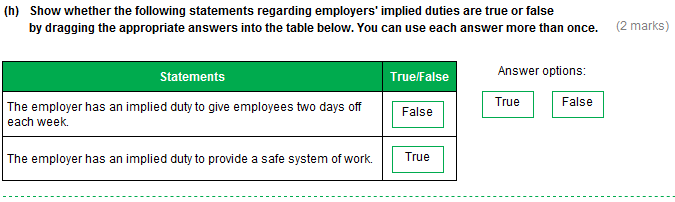 (h) Show whether the following statements regarding employers' implied duties are true or false
by dragging the appropriate answers into the table below. You can use each answer more than once. (2 marks)
Statements True/False
Answer options:
True False
The employer has an implied duty to give employees two days off
each week.
False
The employer has an implied duty to provide a safe system of work. True